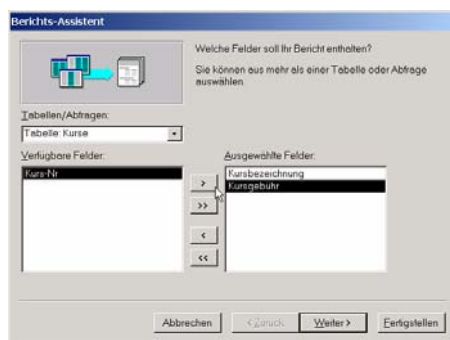 Berichts-Assistent
Welche Felder soll Ihr Bericht enthalten?
Sie können aus mehr als einer Tabelle oder Abfrage
auswählen.
Tabellen/Abfragen:
Tabelle: Kurse
Verfügbare Felder:
Ausgewählte Felder:
Kurs-Nr
Kursbezeichnung
Kursgebühr
>
>>
<
<<
Abbrechen
< Zurück
Weiter >
Fertigstellen